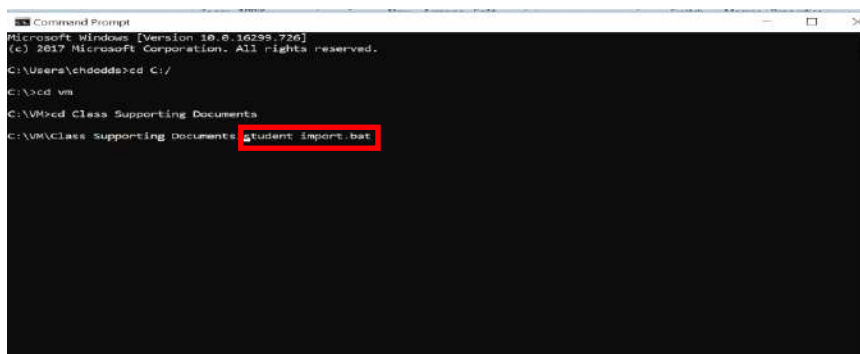 Command Prompt
Microsoft Windows [Version 10.0.16299.726]
(c) 2017 Microsoft Corporation. All rights reserved.
C:\Users\chdodds>cd C:/
C:\>cd vm
C:\VM>cd Class Supporting Documents
C:\VM\Class Supporting Documents student import.bat